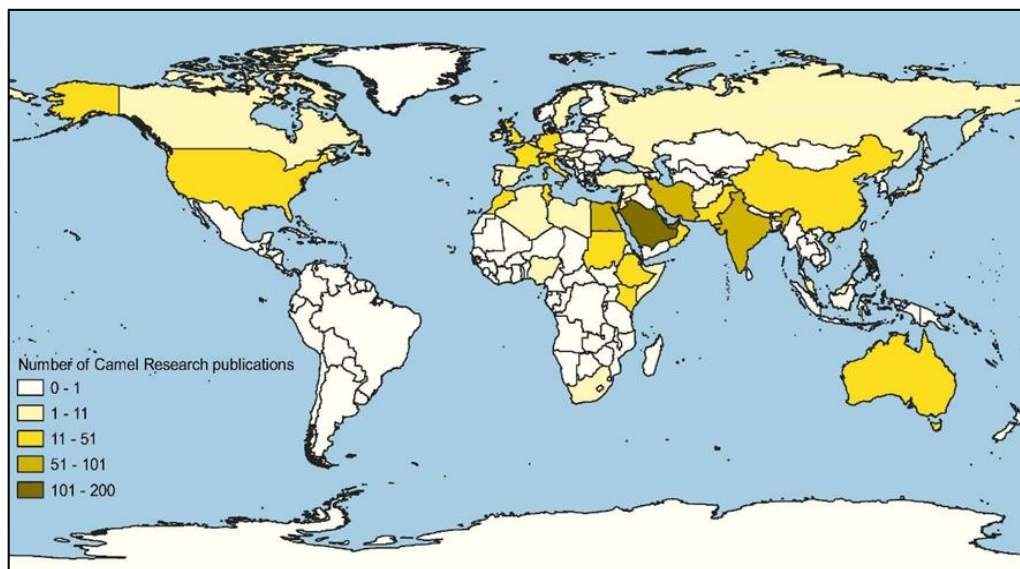 Number of Camel Research publications
0 - 1
1 - 11
11 - 51
51 - 101
101 - 200